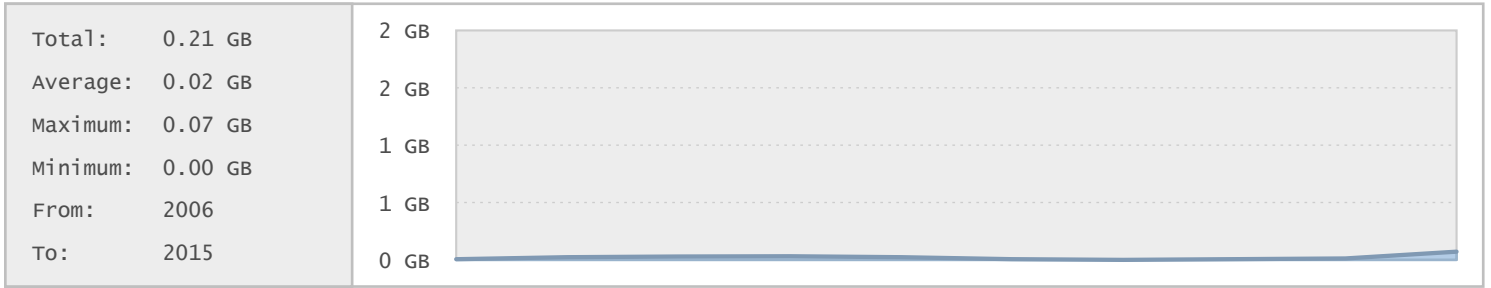 Total: 0.21 GB
Average: 0.02 GB
Maximum: 0.07 GB
Minimum: 0.00 GB
From: 2006
To: 2015
2 GB
2 GB
1 GB
1 GB
0 GB